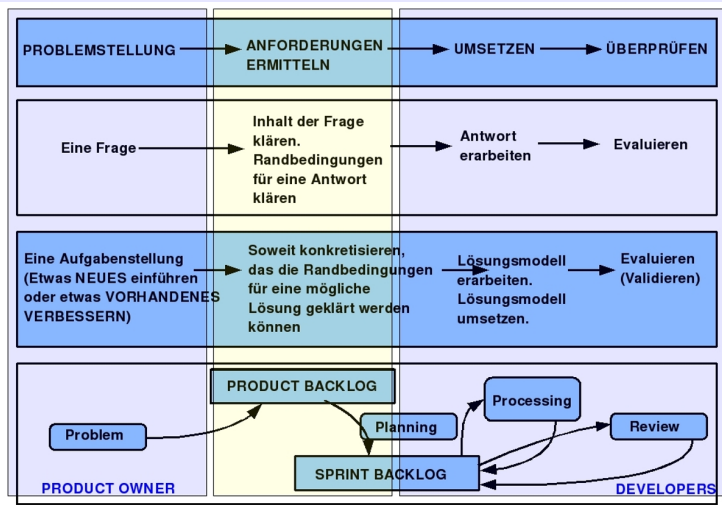 PROBLEMSTELLUNG
ANFORDERUNGEN
ERMITTELN
UMSETZEN
ÜBERPRÜFEN
Eine Frage
Inhalt der Frage
klären.
Randbedingungen
für eine Antwort
klären
Antwort
erarbeiten
Evaluieren
Eine Aufgabenstellung
(Etwas NEUES einführen
oder etwas VORHANDENES
VERBESSERN)
Soweit konkretisieren,
das die Randbedingungen
für eine mögliche
Lösung geklärt werden
können
Lösungsmodell
erarbeiten.
Lösungsmodell
umsetzen.
Evaluieren
(Validieren)
PRODUCT BACKLOG
Problem
Planning
Processing
Review
SPRINT BACKLOG
PRODUCT OWNER
DEVELOPERS